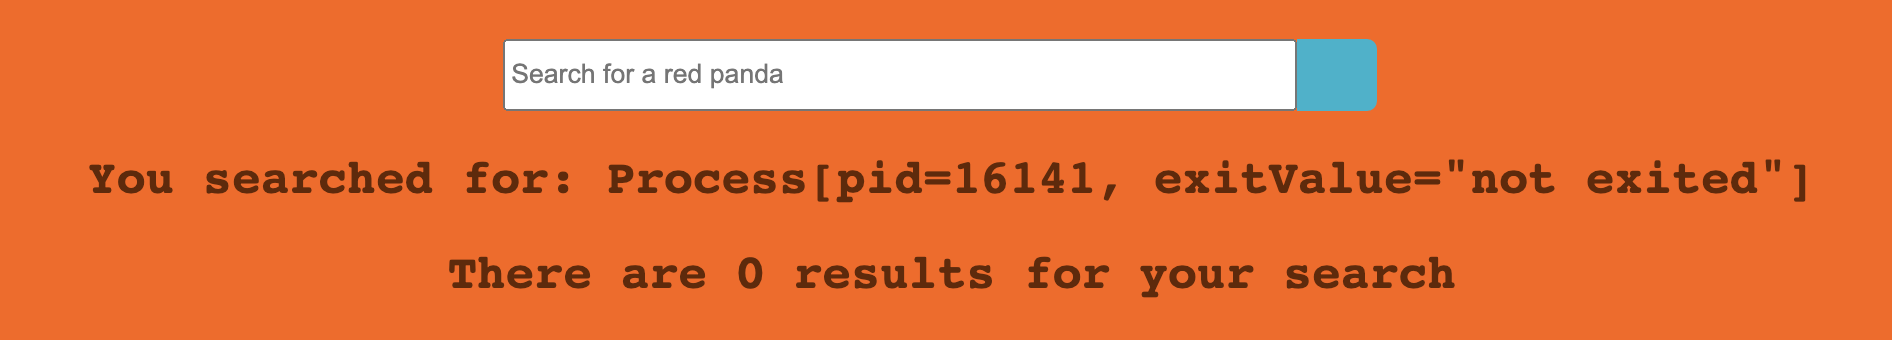 Search for a red panda
You searched for: Process[pid=16141, exitValue="not exited"]
There are 0 results for your search